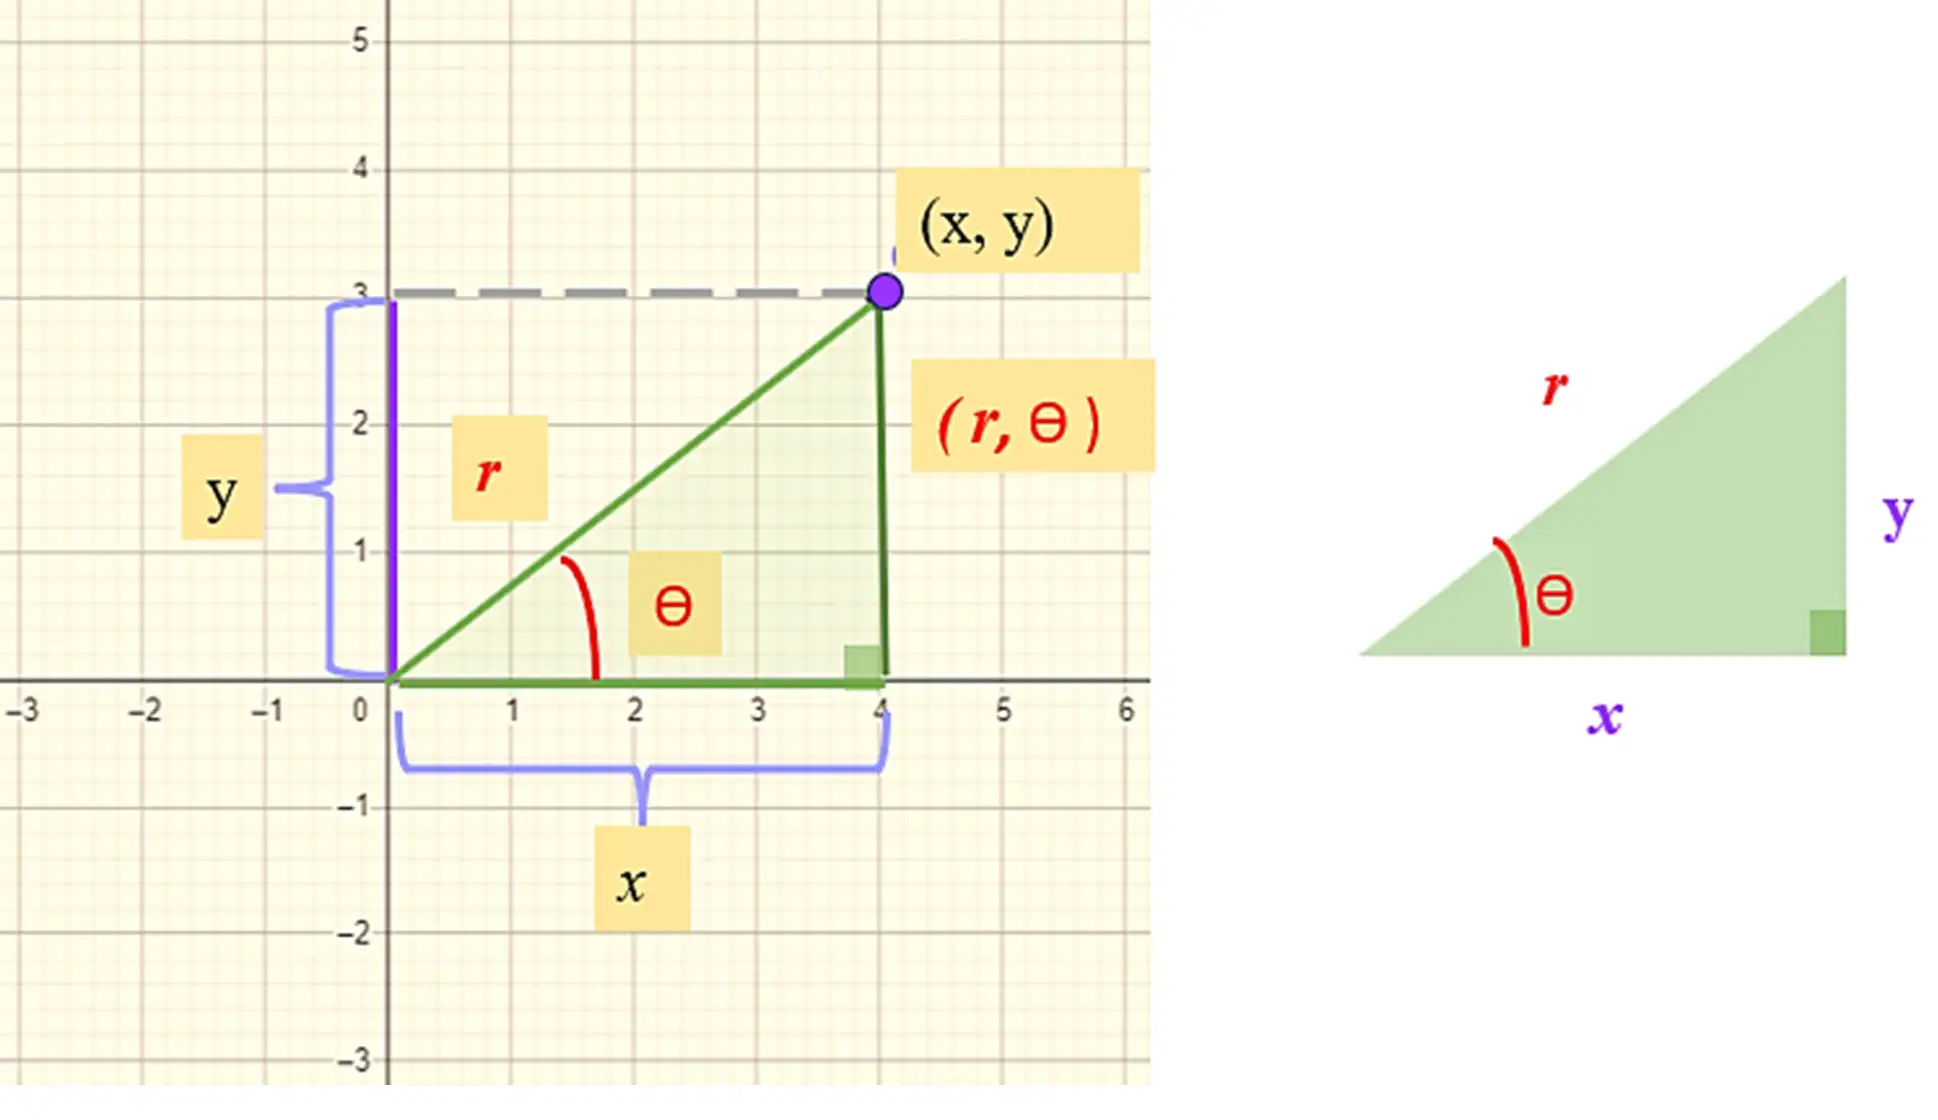 5
4
(x, y)
3
2
(r, Ɵ)
r
r
y
y
1
Ɵ
Ɵ
–3 –2 –1 0 1 2 3 4 5 6
x
–1
x
–2
–3